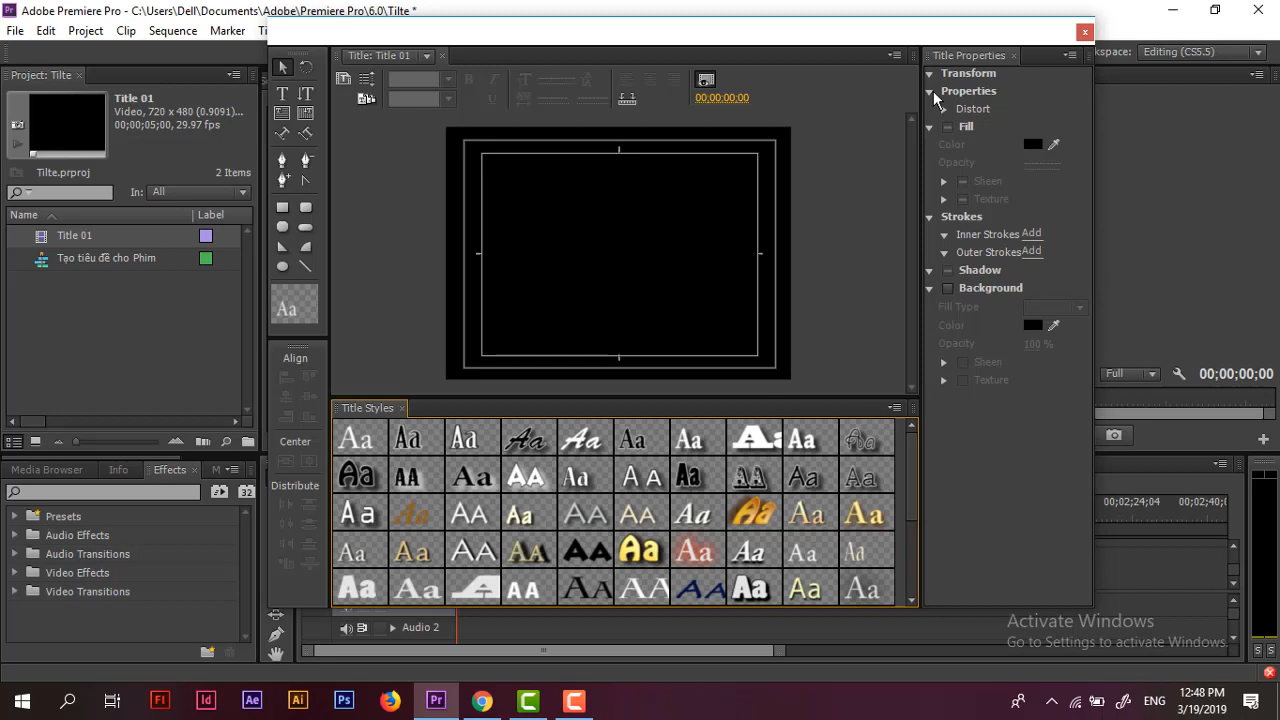 Adobe Premiere Pro - C:\Users\Dell\Documents\Adobe\Premiere Pro\6.0\Tilte *
File Edit Project Clip Sequence Marker
kspace: Editing (CS5.5)
Project: Tilte
Title 01
Video, 720 x 480 (0.9091)...
00;00;05;00, 29.97 fps
Tilte.prproj
2 Items
In: All
Name Label
Title 01
Tạo tiêu đề cho Phim
Media Browser Info Effects M
Presets
Audio Effects
Audio Transitions
Video Effects
Video Transitions
Align
Center
Distribute
Title: Title 01
00:00:00:00
Title Styles
Title Properties
Transform
Properties
Distort
Fill
Color
Opacity
Sheen
Texture
Strokes
Inner Strokes Add
Outer Strokes Add
Shadow
Background
Fill Type
Color
Opacity 100 %
Sheen
Texture
Full
00;00;00;00
00;02;24;04
Audio 2
Activate Windows
Go to Settings to activate Windows.
ENG
12:48 PM
3/19/2019